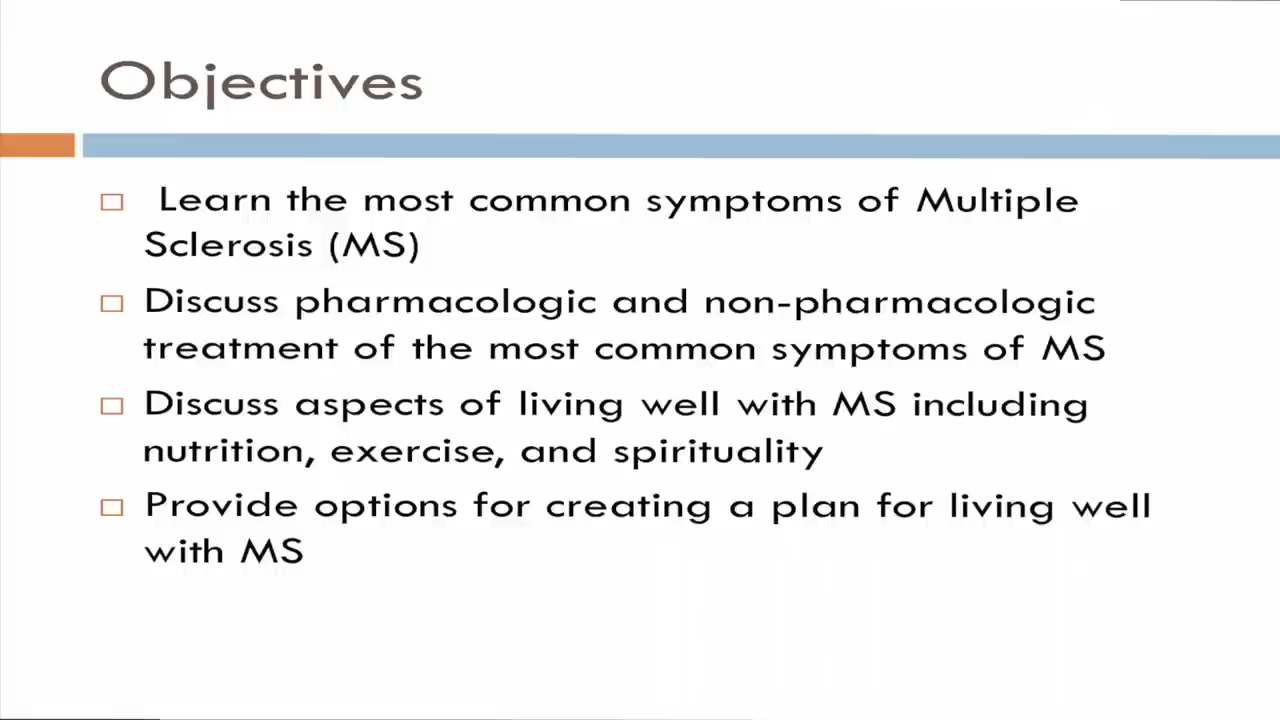 Objectives
Learn the most common symptoms of Multiple
Sclerosis (MS)
Discuss pharmacologic and non-pharmacologic
treatment of the most common symptoms of MS
Discuss aspects of living well with MS including
nutrition, exercise, and spirituality
Provide options for creating a plan for living well
with MS